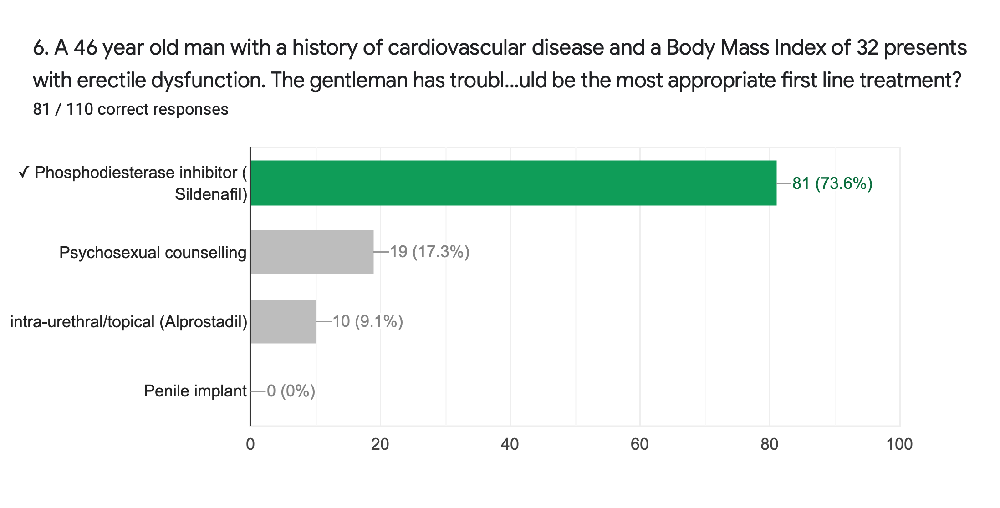 6. A 46 year old man with a history of cardiovascular disease and a Body Mass Index of 32 presents
with erectile dysfunction. The gentleman has troubl...uld be the most appropriate first line treatment?
81 / 110 correct responses
✓ Phosphodiesterase inhibitor (
Sildenafil)
81 (73.6%)
Psychosexual counselling
19 (17.3%)
intra-urethral/topical (Alprostadil)
10 (9.1%)
Penile implant
0 (0%)
0 20 40 60 80 100